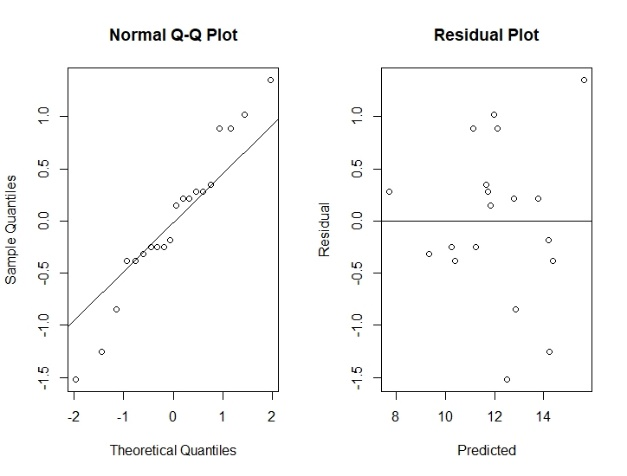 Normal Q-Q Plot
Sample Quantiles
1.0
0.5
0.0
-0.5
-1.0
-1.5
-2 -1 0 1 2
Theoretical Quantiles
Residual Plot
Residual
1.0
0.5
0.0
-0.5
-1.0
-1.5
8 10 12 14
Predicted